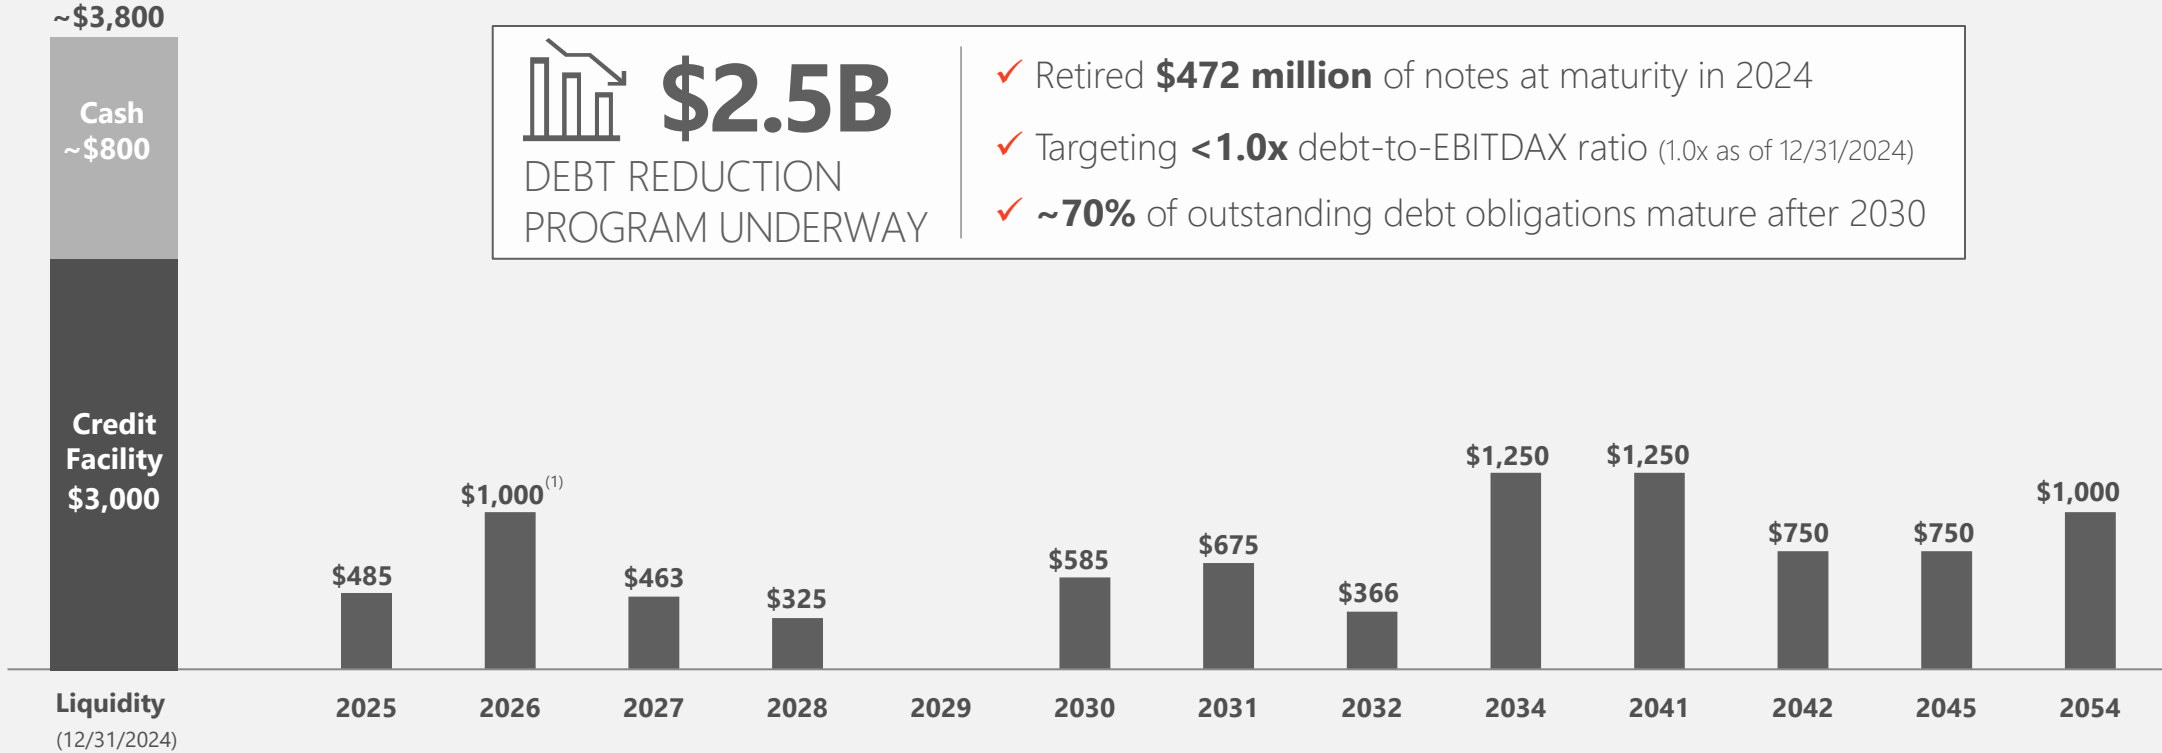 ~$3,800
Cash
~$800
Credit
Facility
$3,000
Liquidity
(12/31/2024)
$2.5B
DEBT REDUCTION
PROGRAM UNDERWAY
✓ Retired $472 million of notes at maturity in 2024
✓ Targeting <1.0x debt-to-EBITDAX ratio (1.0x as of 12/31/2024)
✓ ~70% of outstanding debt obligations mature after 2030
$485
$1,000(1)
$463
$325
$585
$675
$366
$1,250
$1,250
$750
$750
$1,000
2025
2026
2027
2028
2029
2030
2031
2032
2034
2041
2042
2045
2054